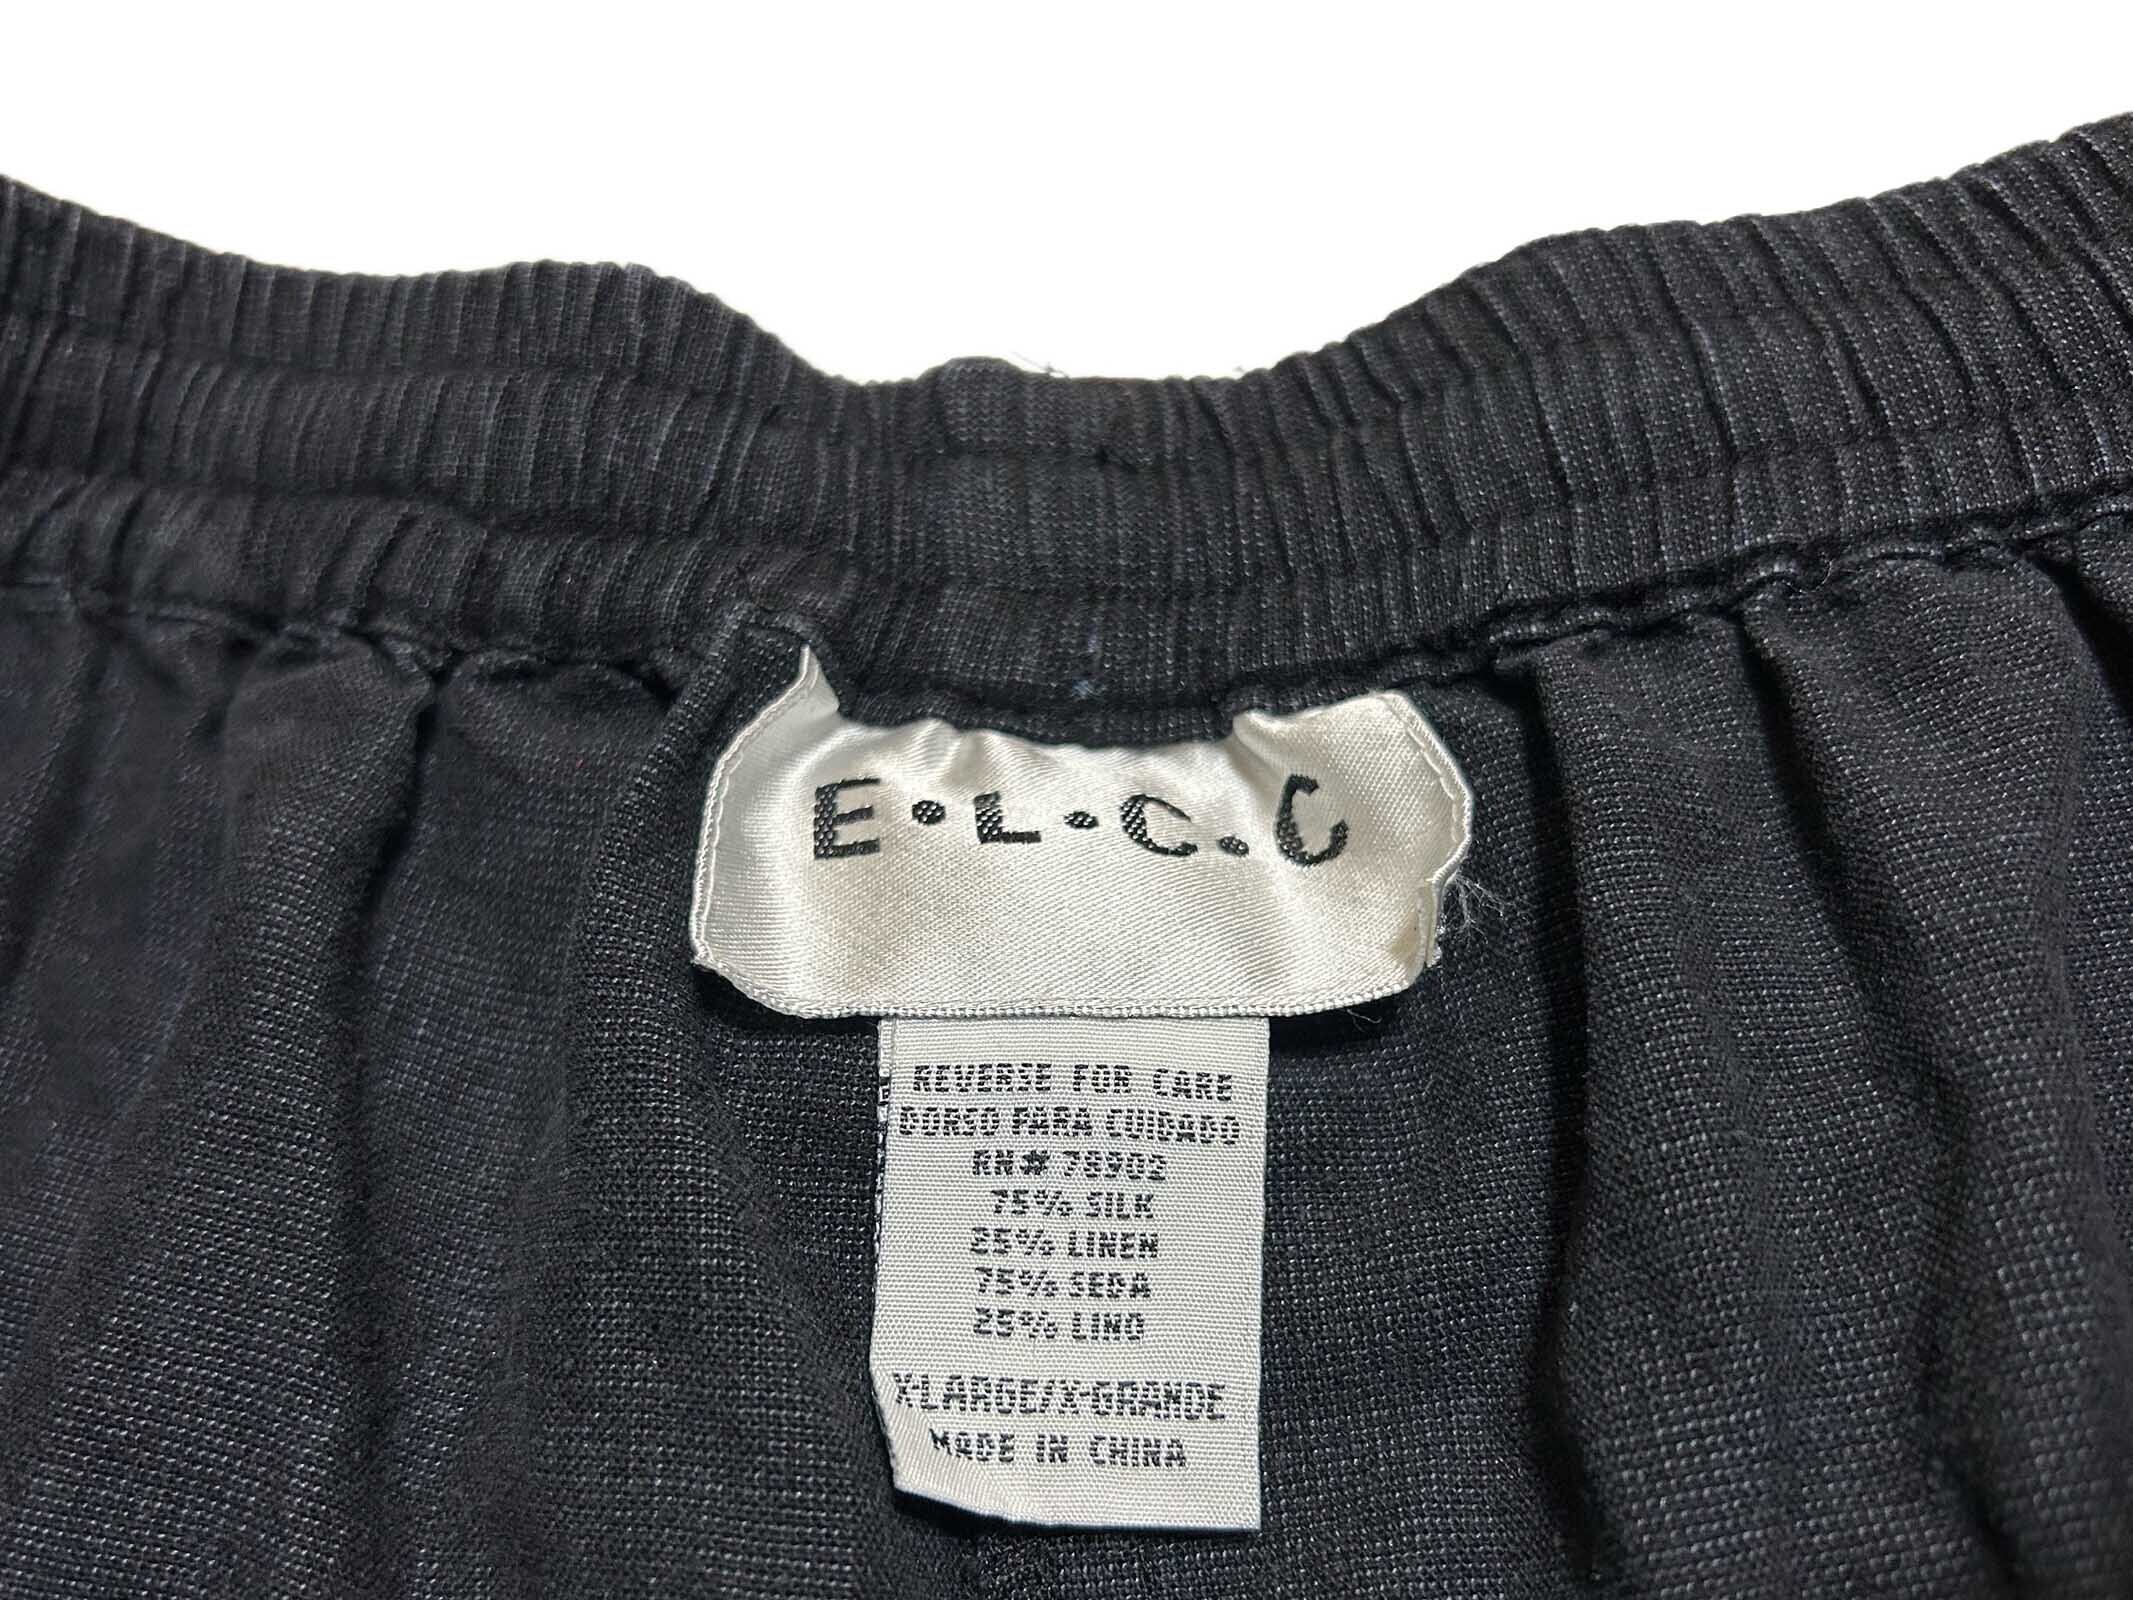 E·L·C·C
REVERSE FOR CARE
DORSO PARA CUIDADO
RN# 78902
75% SILK
25% LINEN
75% SEDA
25% LINO
X-LARGE/X-GRANDE
MADE IN CHINA